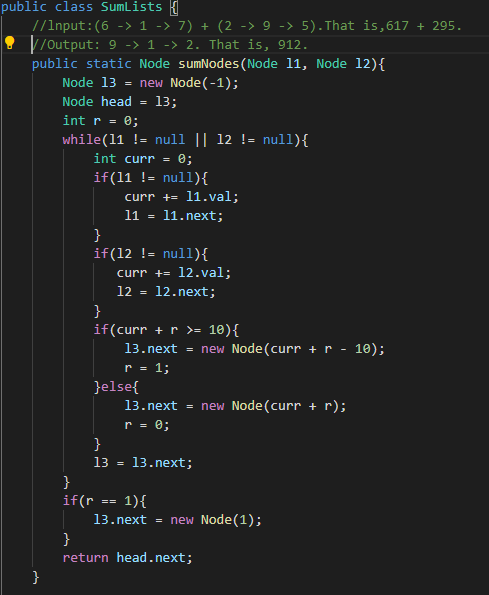 public class SumLists {
    //lnput:(6 -> 1 -> 7) + (2 -> 9 -> 5).That is,617 + 295.
    //Output: 9 -> 1 -> 2. That is, 912.
    public static Node sumNodes(Node l1, Node l2){
        Node l3 = new Node(-1);
        Node head = l3;
        int r = 0;
        while(l1 != null || l2 != null){
            int curr = 0;
            if(l1 != null){
                curr += l1.val;
                l1 = l1.next;
            }
            if(l2 != null){
               curr += l2.val;
               l2 = l2.next;
            }
            if(curr + r >= 10){
                l3.next = new Node(curr + r - 10);
                r = 1;
            }else{
                l3.next = new Node(curr + r);
                r = 0;
            }
            l3 = l3.next;
        }
        if(r == 1){
            l3.next = new Node(1);
        }
        return head.next;
    }